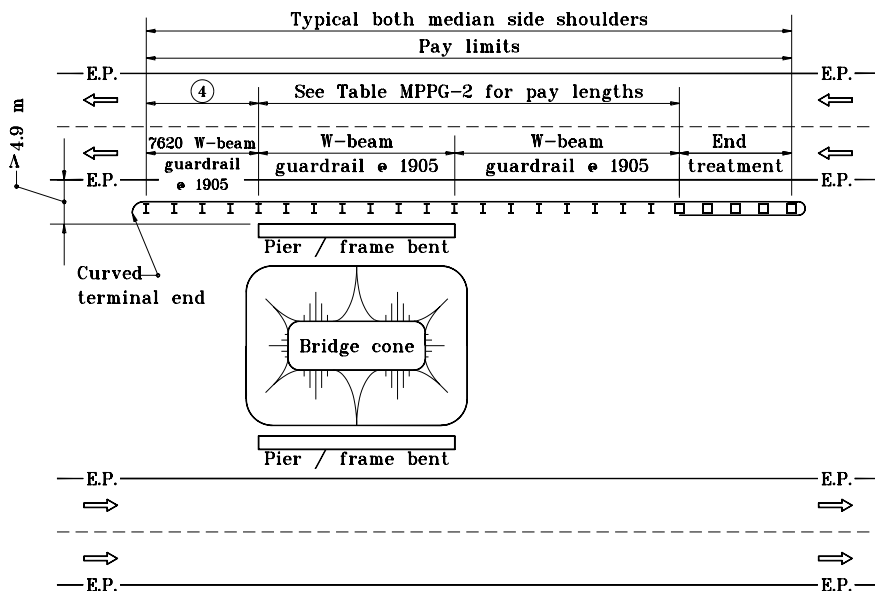 Typical both median side shoulders
Pay limits
E.P.
E.P.
4
See Table MPPG-2 for pay lengths
> 4.9 m
7620 W-beam
guardrail
@ 1905
W-beam
guardrail @ 1905
W-beam
guardrail @ 1905
End
treatment
E.P.
E.P.
Pier / frame bent
Curved
terminal end
Bridge cone
Pier / frame bent
E.P.
E.P.
E.P.
E.P.